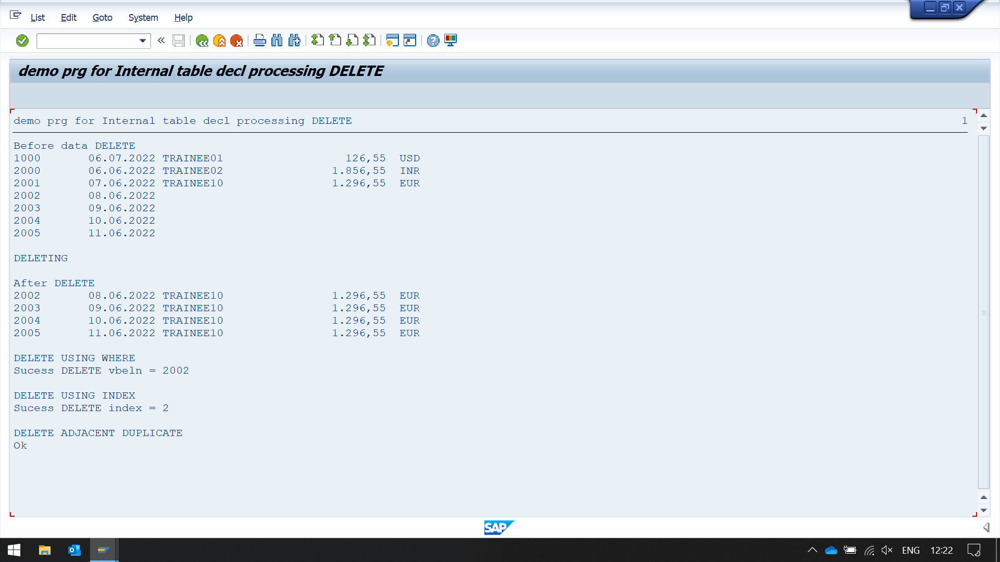 List Edit Goto System Help
demo prg for Internal table decl processing DELETE
demo prg for Internal table decl processing DELETE 1
Before data DELETE
1000 06.07.2022 TRAINEE01 126,55 USD
2000 06.06.2022 TRAINEE02 1.856,55 INR
2001 07.06.2022 TRAINEE10 1.296,55 EUR
2002 08.06.2022
2003 09.06.2022
2004 10.06.2022
2005 11.06.2022
DELETING
After DELETE
2002 08.06.2022 TRAINEE10 1.296,55 EUR
2003 09.06.2022 TRAINEE10 1.296,55 EUR
2004 10.06.2022 TRAINEE10 1.296,55 EUR
2005 11.06.2022 TRAINEE10 1.296,55 EUR
DELETE USING WHERE
Sucess DELETE vbeln = 2002
DELETE USING INDEX
Sucess DELETE index = 2
DELETE ADJACENT DUPLICATE
Ok
SAP
ENG 12:22